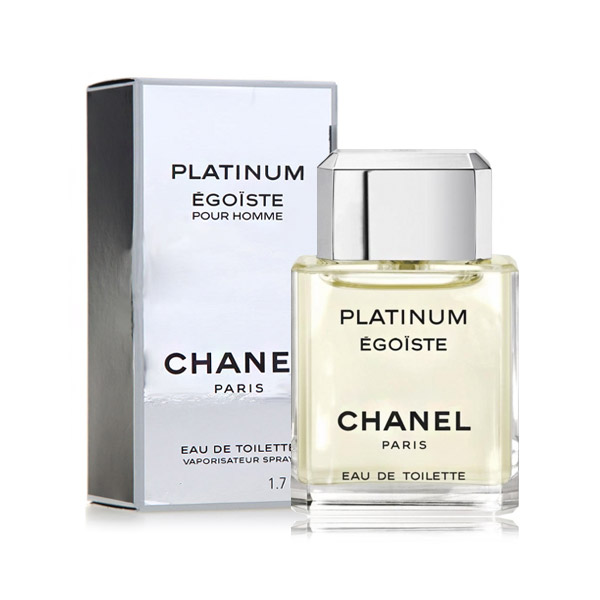 PLATINUM
ÉGOÏSTE
POUR HOMME
CHANEL
PARIS
EAU DE TOILETTE
VAPORISATEUR SPRAY
1.7
PLATINUM
ÉGOÏSTE
CHANEL
PARIS
EAU DE TOILETTE